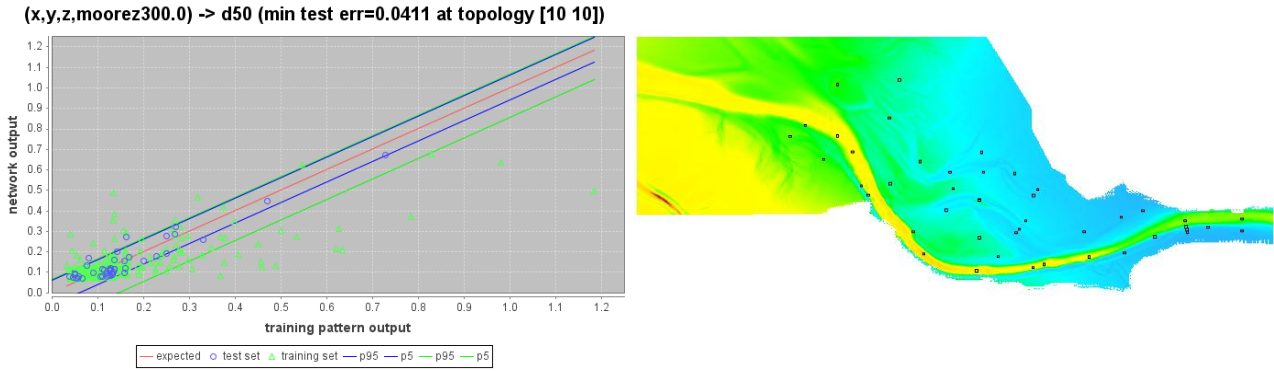 (x,y,z,moorez300.0) -> d50 (min test err=0.0411 at topology [10 10])
network output
1.2
1.1
1.0
0.9
0.8
0.7
0.6
0.5
0.4
0.3
0.2
0.1
0.0
0.0 0.1 0.2 0.3 0.4 0.5 0.6 0.7 0.8 0.9 1.0 1.1 1.2
training pattern output
expected test set training set p95 p5 p95 p5